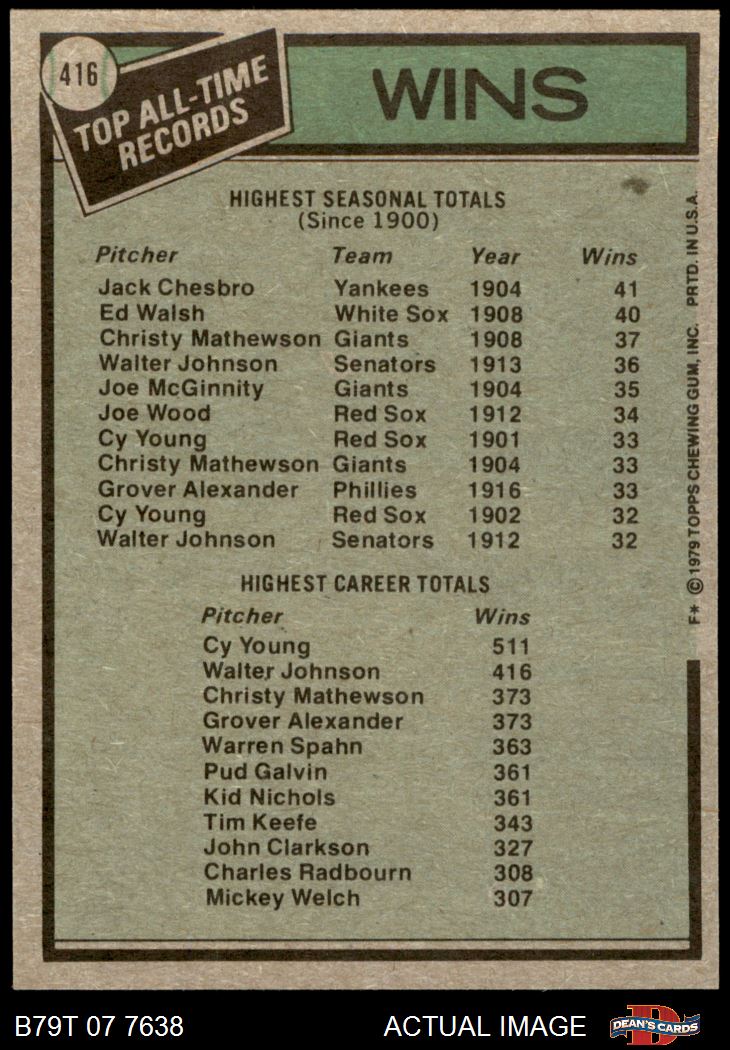 416
TOP ALL-TIME
RECORDS
WINS
HIGHEST SEASONAL TOTALS
(Since 1900)
Pitcher Team Year Wins
Jack Chesbro Yankees 1904 41
Ed Walsh White Sox 1908 40
Christy Mathewson Giants 1908 37
Walter Johnson Senators 1913 36
Joe McGinnity Giants 1904 35
Joe Wood Red Sox 1912 34
Cy Young Red Sox 1901 33
Christy Mathewson Giants 1904 33
Grover Alexander Phillies 1916 33
Cy Young Red Sox 1902 32
Walter Johnson Senators 1912 32
HIGHEST CAREER TOTALS
Pitcher Wins
Cy Young 511
Walter Johnson 416
Christy Mathewson 373
Grover Alexander 373
Warren Spahn 363
Pud Galvin 361
Kid Nichols 361
Tim Keefe 343
John Clarkson 327
Charles Radbourn 308
Mickey Welch 307
F* © 1979 TOPPS CHEWING GUM, INC. PRTD. IN U.S.A.
B79T 07 7638 ACTUAL IMAGE D DEAN'S CARDS